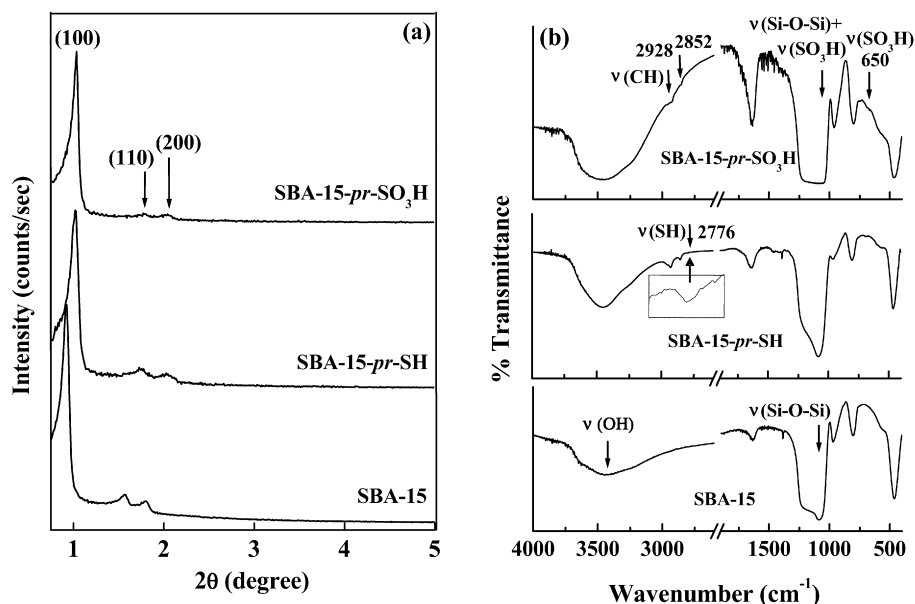 (a)
(100)
(110)
(200)
SBA-15-pr-SO3H
SBA-15-pr-SH
SBA-15
Intensity (counts/sec)
1 2 3 4 5
2θ (degree)
(b)
ν(Si-O-Si)+
ν(SO3H)
ν(SO3H)
650
2928
2852
ν(CH)
SBA-15-pr-SO3H
ν(SH)
2776
SBA-15-pr-SH
ν(Si-O-Si)
ν(OH)
SBA-15
% Transmittance
4000 3500 3000 1500 1000 500
Wavenumber (cm-1)